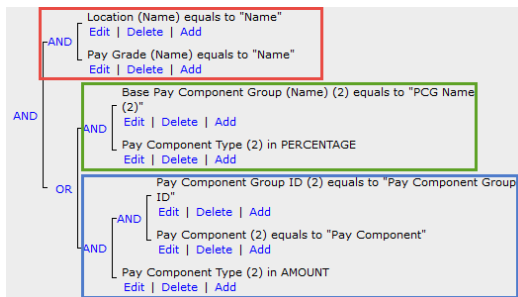 Location (Name) equals to "Name"
Edit | Delete | Add
AND
Pay Grade (Name) equals to "Name"
Edit | Delete | Add
Base Pay Component Group (Name) (2) equals to "PCG Name
(2)"
AND
Edit | Delete | Add
AND
Pay Component Type (2) in PERCENTAGE
Edit | Delete | Add
OR
Pay Component Group ID (2) equals to "Pay Component Group
ID"
Edit | Delete | Add
AND
Pay Component (2) equals to "Pay Component"
Edit | Delete | Add
AND
Pay Component Type (2) in AMOUNT
Edit | Delete | Add